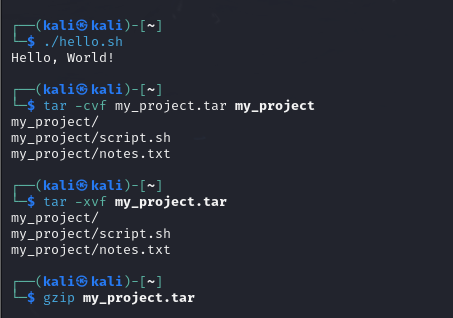 ┌──(kali㉿kali)-[~]
└─$ ./hello.sh
Hello, World!
┌──(kali㉿kali)-[~]
└─$ tar -cvf my_project.tar my_project
my_project/
my_project/script.sh
my_project/notes.txt
┌──(kali㉿kali)-[~]
└─$ tar -xvf my_project.tar
my_project/
my_project/script.sh
my_project/notes.txt
┌──(kali㉿kali)-[~]
└─$ gzip my_project.tar